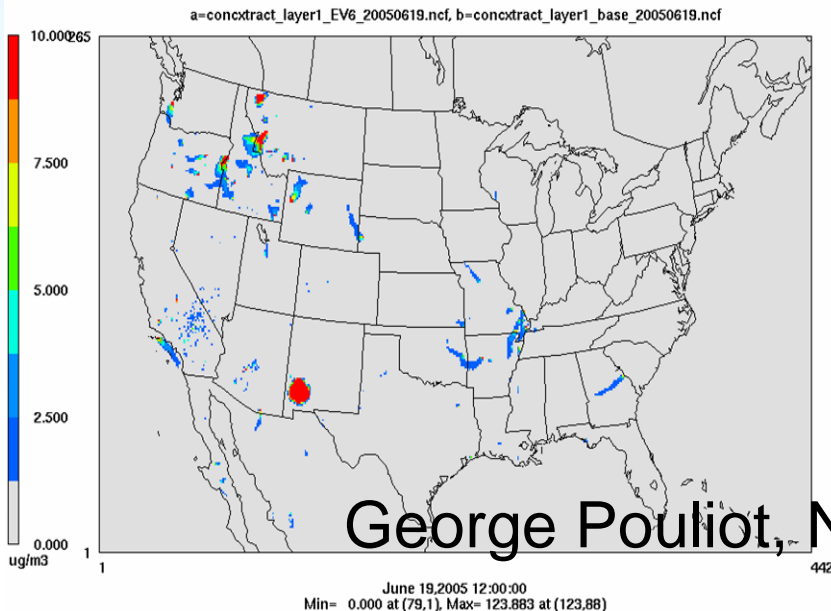 a=concxtract_layer1_EV6_20050619.ncf, b=concxtract_layer1_base_20050619.ncf
10.000
265
7.500
5.000
2.500
0.000
ug/m3
1
1
442
George Pouliot, N
June 19,2005 12:00:00
Min= 0.000 at (79,1), Max= 123.883 at (123,88)